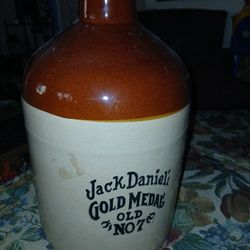 Jack Daniel's
GOLD MEDAL
OLD
NO 7